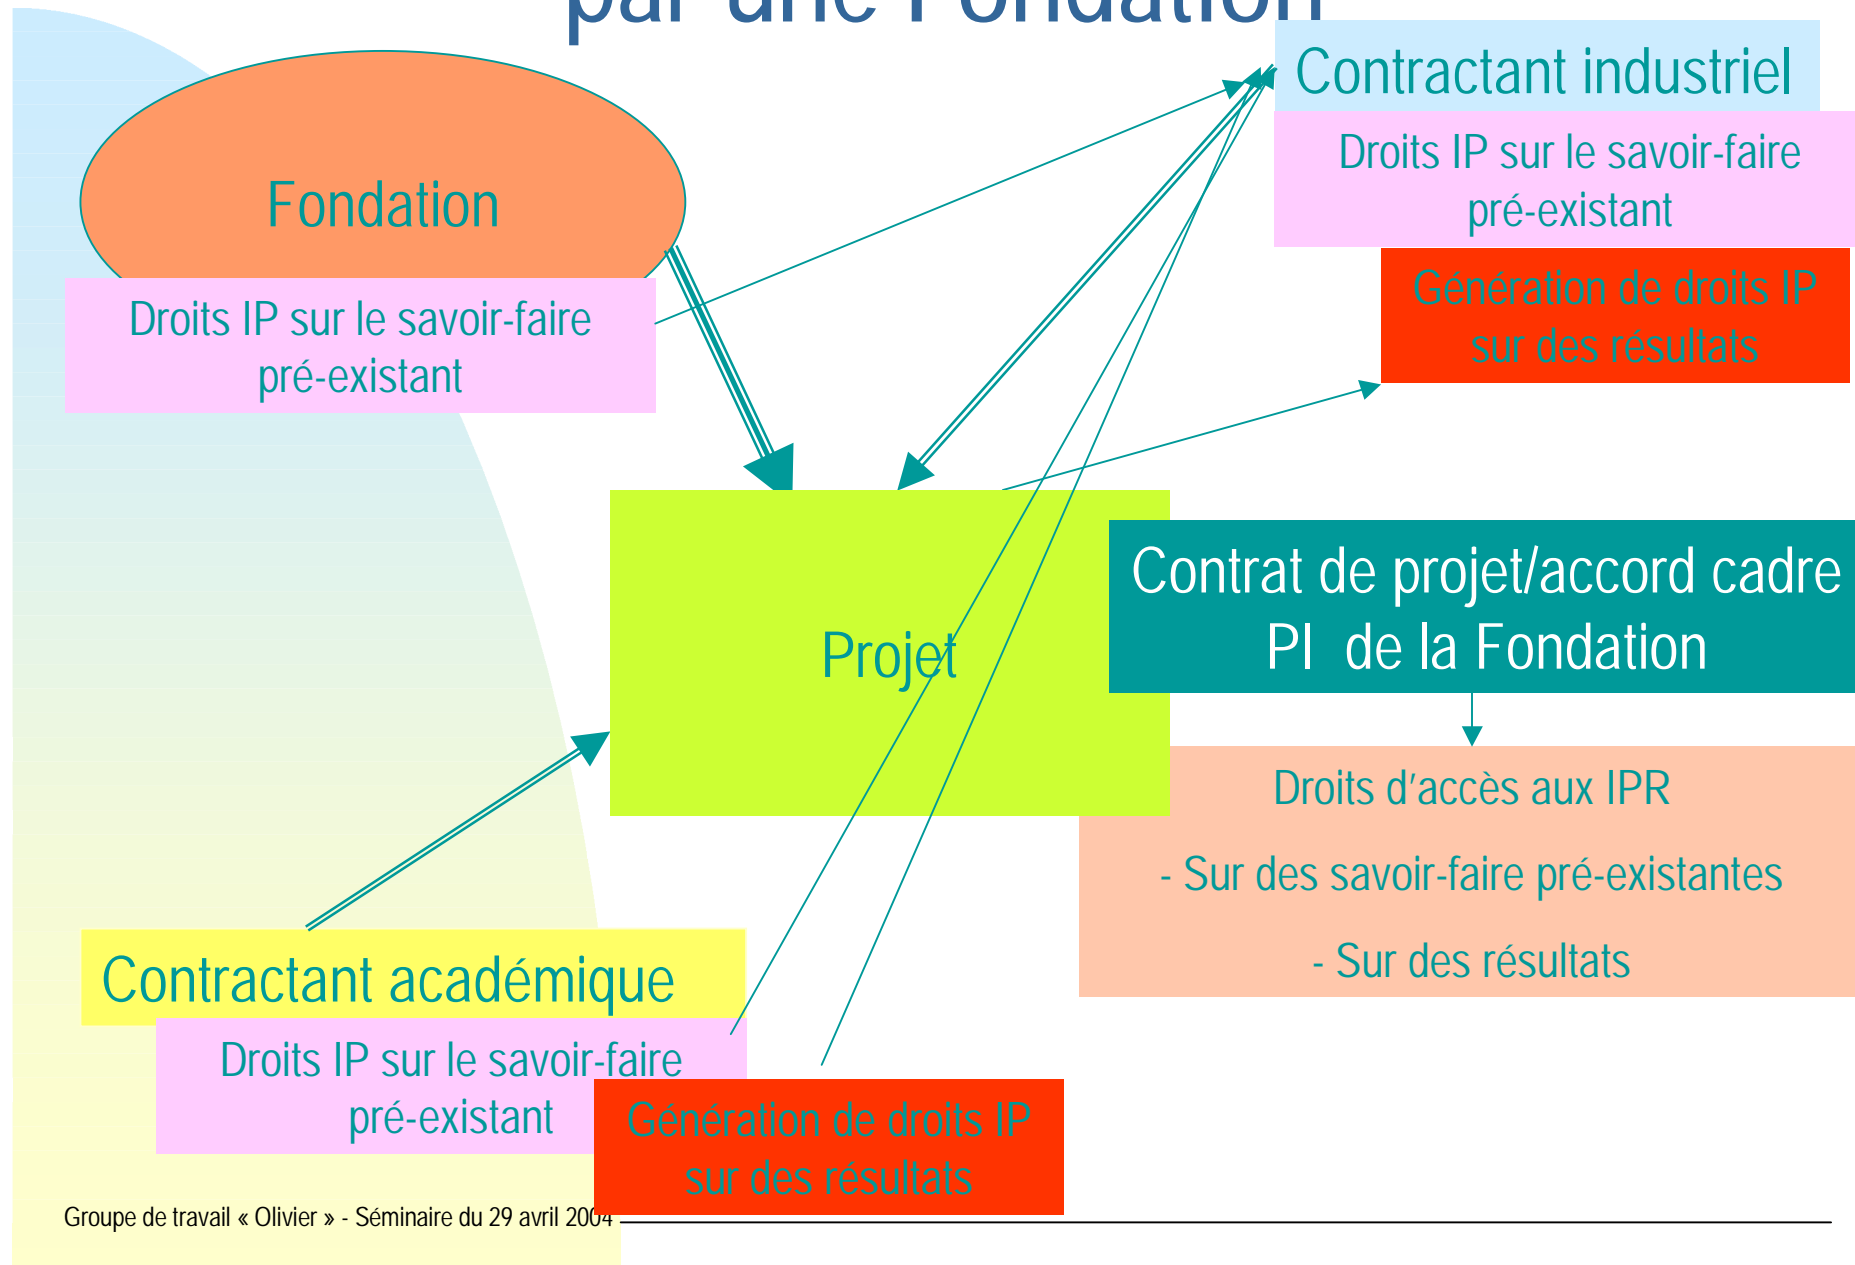 par une Fondation
Contractant industriel
Droits IP sur le savoir-faire
pré-existant
Génération de droits IP
sur des résultats
Fondation
Droits IP sur le savoir-faire
pré-existant
Projet
Contrat de projet/accord cadre
PI de la Fondation
Droits d’accès aux IPR
- Sur des savoir-faire pré-existantes
- Sur des résultats
Contractant académique
Droits IP sur le savoir-faire
pré-existant
Génération de droits IP
sur des résultats
Groupe de travail « Olivier » - Séminaire du 29 avril 2004